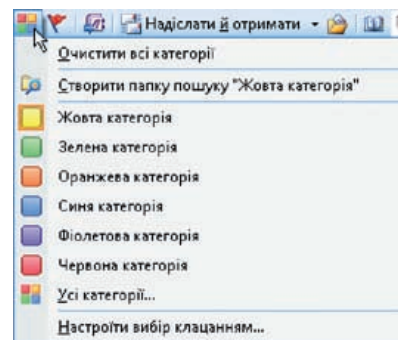 Надіслати й отримати
Очистити всі категорії
Створити папку пошуку "Жовта категорія"
Жовта категорія
Зелена категорія
Оранжева категорія
Синя категорія
Фіолетова категорія
Червона категорія
Усі категорії...
Настроїти вибір клацанням...